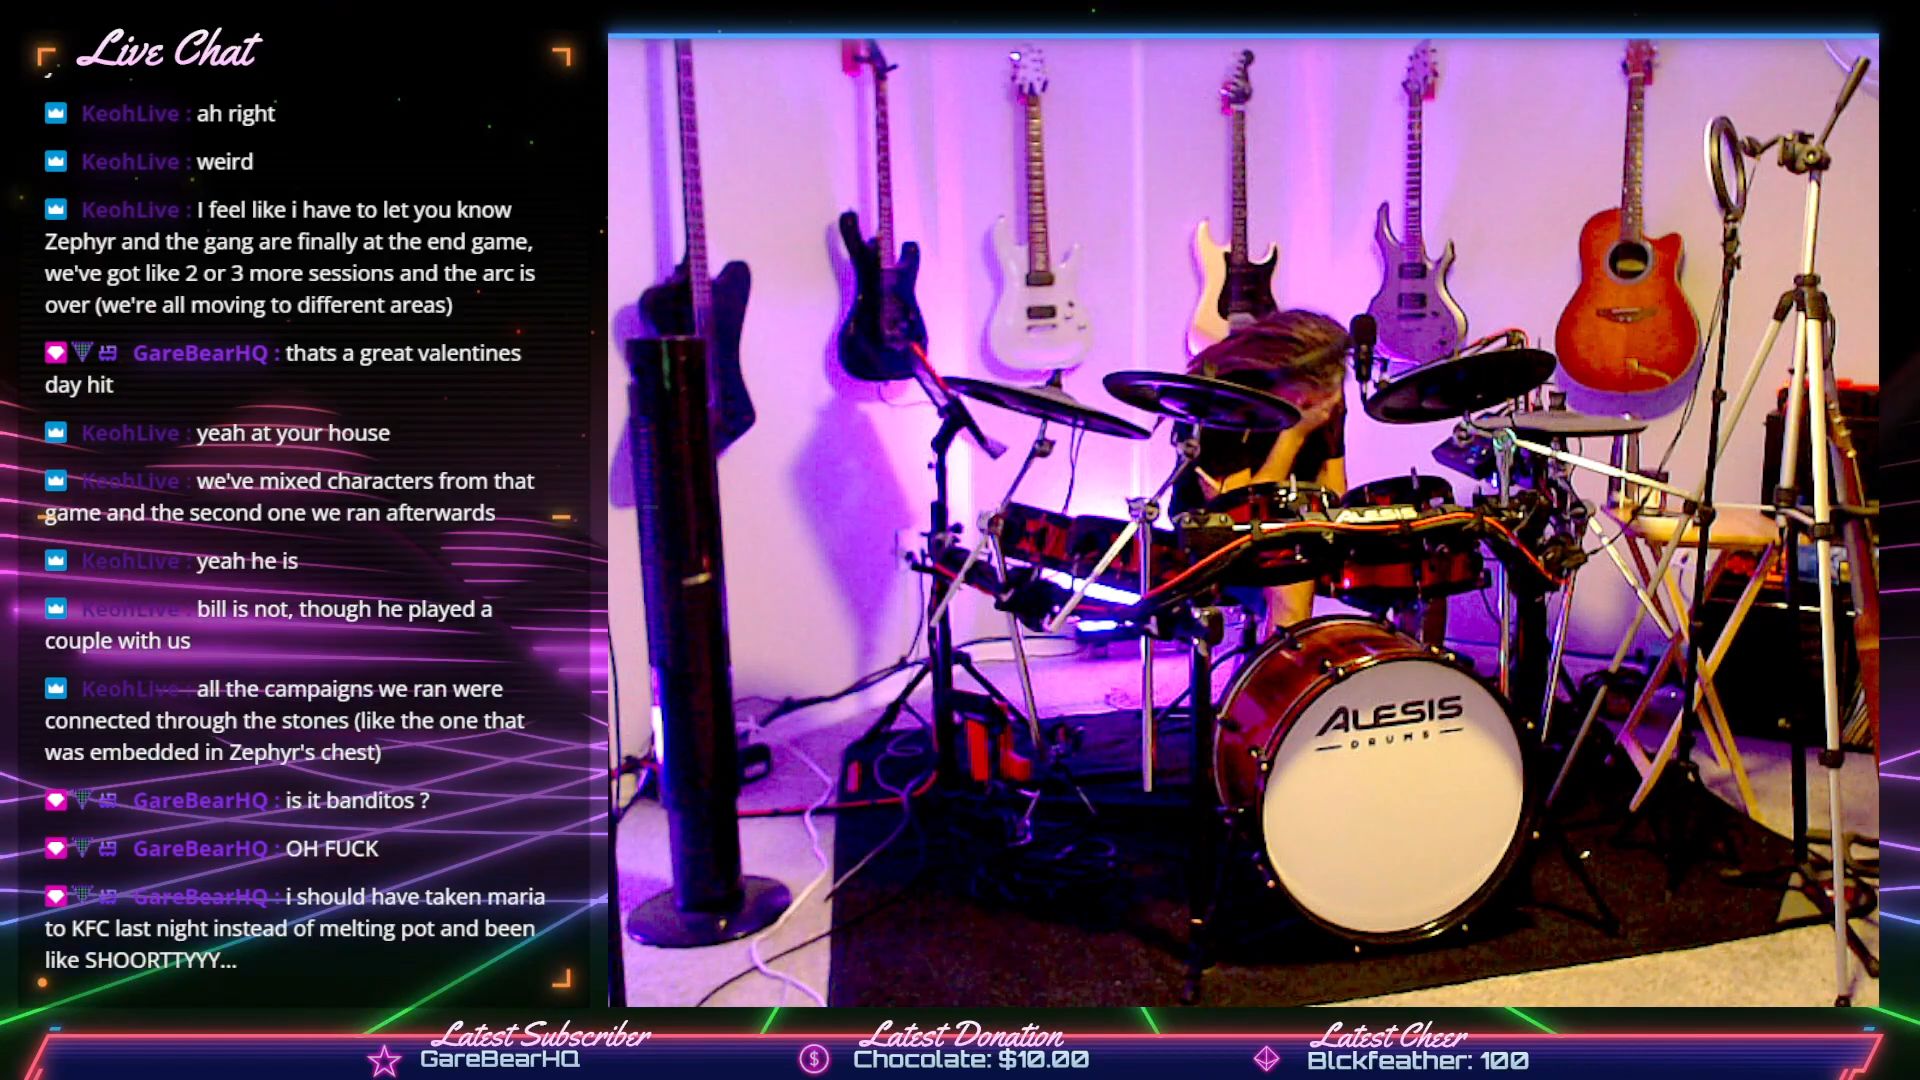 Live Chat
KeohLive : ah right
KeohLive : weird
KeohLive : I feel like i have to let you know
Zephyr and the gang are finally at the end game,
we've got like 2 or 3 more sessions and the arc is
over (we're all moving to different areas)
GareBearHQ : thats a great valentines
day hit
KeohLive : yeah at your house
KeohLive : we've mixed characters from that
game and the second one we ran afterwards
KeohLive : yeah he is
KeohLive : bill is not, though he played a
couple with us
KeohLive : all the campaigns we ran were
connected through the stones (like the one that
was embedded in Zephyr's chest)
GareBearHQ : is it banditos ?
GareBearHQ : OH FUCK
GareBearHQ : i should have taken maria
to KFC last night instead of melting pot and been
like SHOORTTYYY...
ALESIS
ALESIS
DRUMS
Latest Subscriber
GareBearHQ
Latest Donation
Chocolate: $10.00
Latest Cheer
Blckfeather: 100